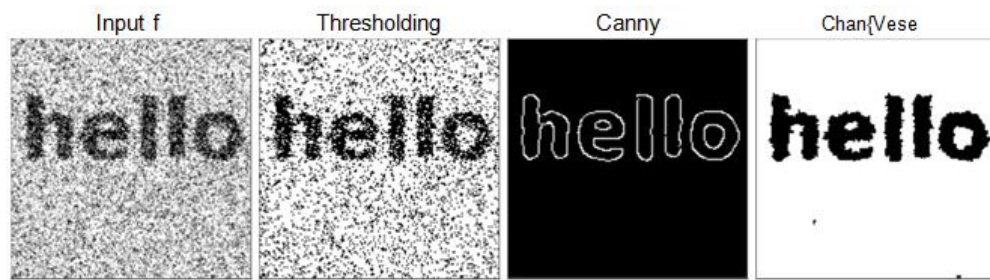 Input f
Thresholding
Canny
Chan{Vese
hello
hello
hello
hello